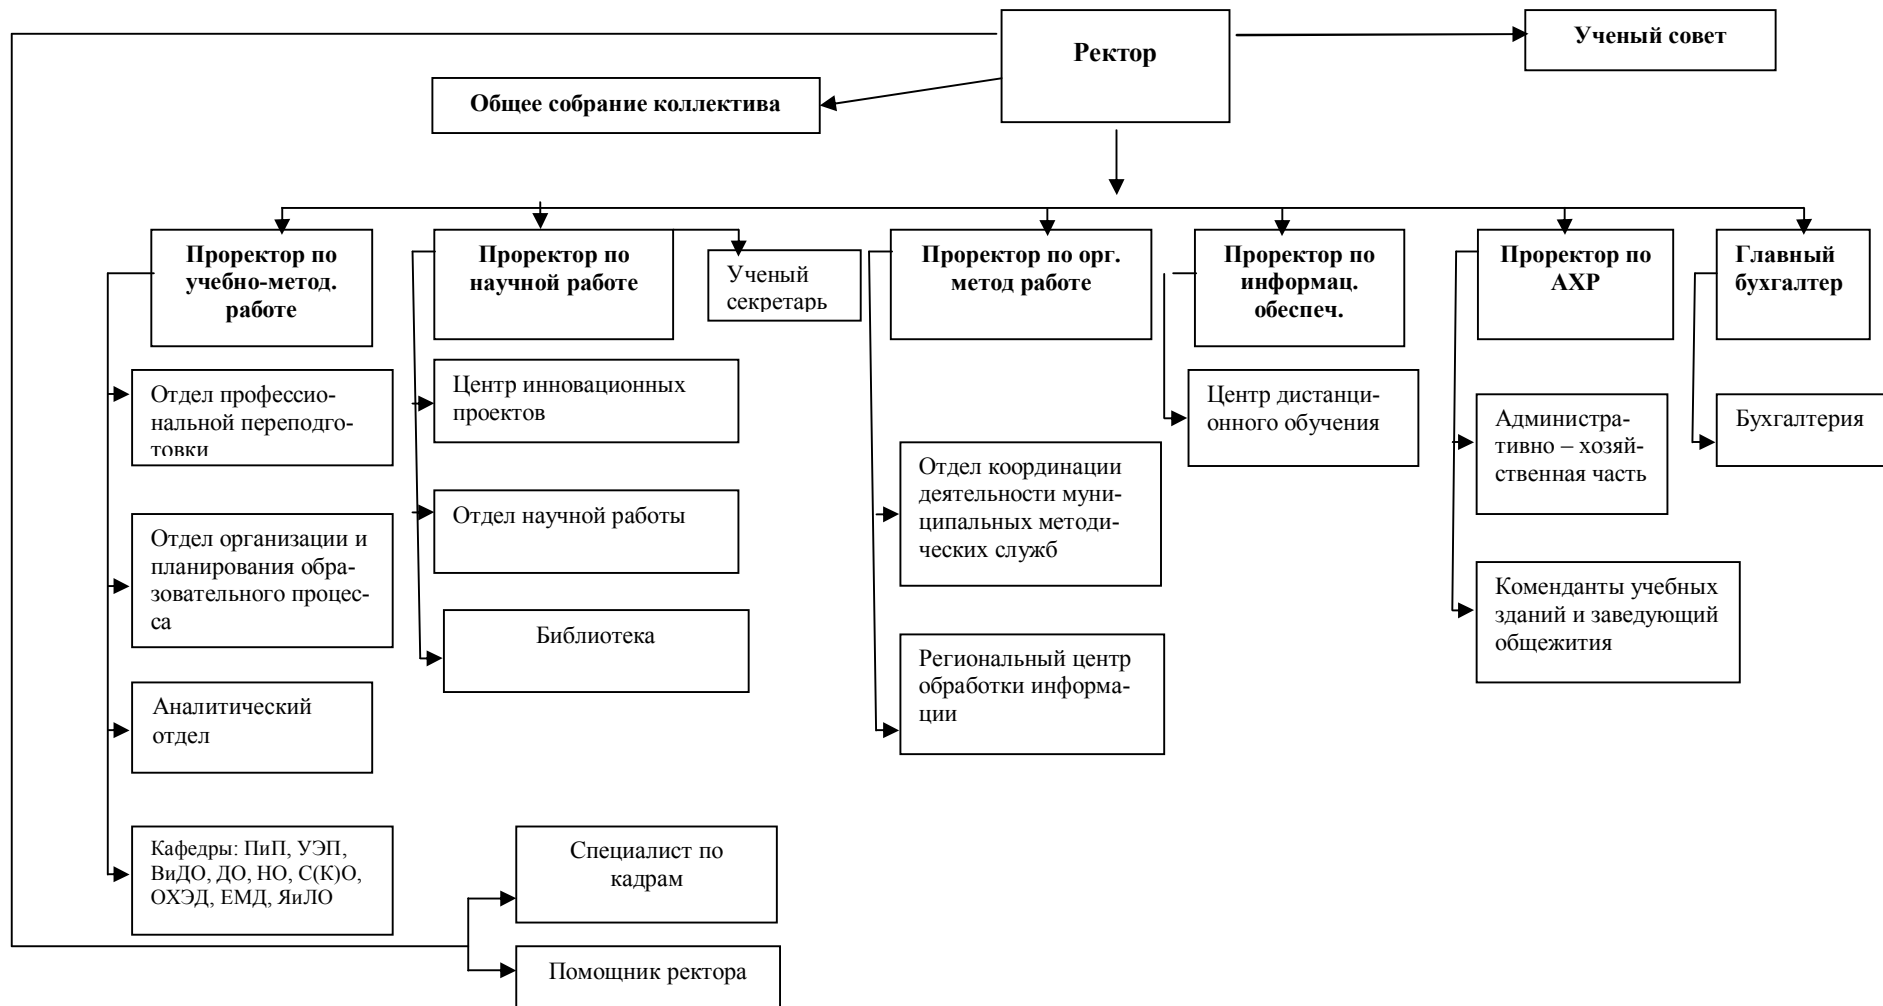 Ректор
Ученый совет
Общее собрание коллектива
Проректор по
учебно-метод.
работе
Проректор по
научной работе
Ученый
секретарь
Проректор по орг.
метод работе
Проректор по
информац.
обеспеч.
Проректор по
АХР
Главный
бухгалтер
Отдел профессио-
нальной переподго-
товки
Отдел организации и
планирования обра-
зовательного процес-
са
Аналитический
отдел
Кафедры: ПиП, УЭП,
ВиДО, ДО, НО, С(К)О,
ОХЭД, ЕМД, ЯиЛО
Центр инновационных
проектов
Отдел научной работы
Библиотека
Отдел координации
деятельности муни-
ципальных методи-
ческих служб
Региональный центр
обработки информа-
ции
Центр дистанци-
онного обучения
Административ-
тивно – хозяй-
ственная часть
Коменданты учебных
зданий и заведующий
общежития
Бухгалтерия
Специалист по
кадрам
Помощник ректора